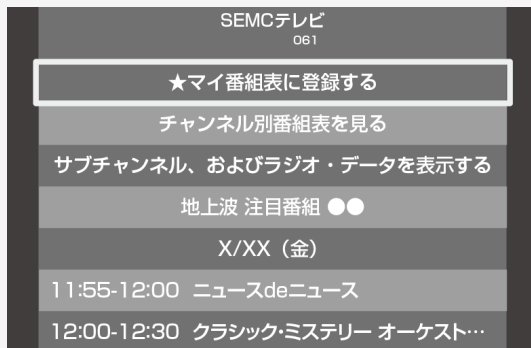 SEMCテレビ
061
★マイ番組表に登録する
チャンネル別番組表を見る
サブチャンネル、およびラジオ・データを表示する
地上波 注目番組 ●●
X/XX（金）
11:55-12:00 ニュースdeニュース
12:00-12:30 クラシック・ミステリー オーケスト…